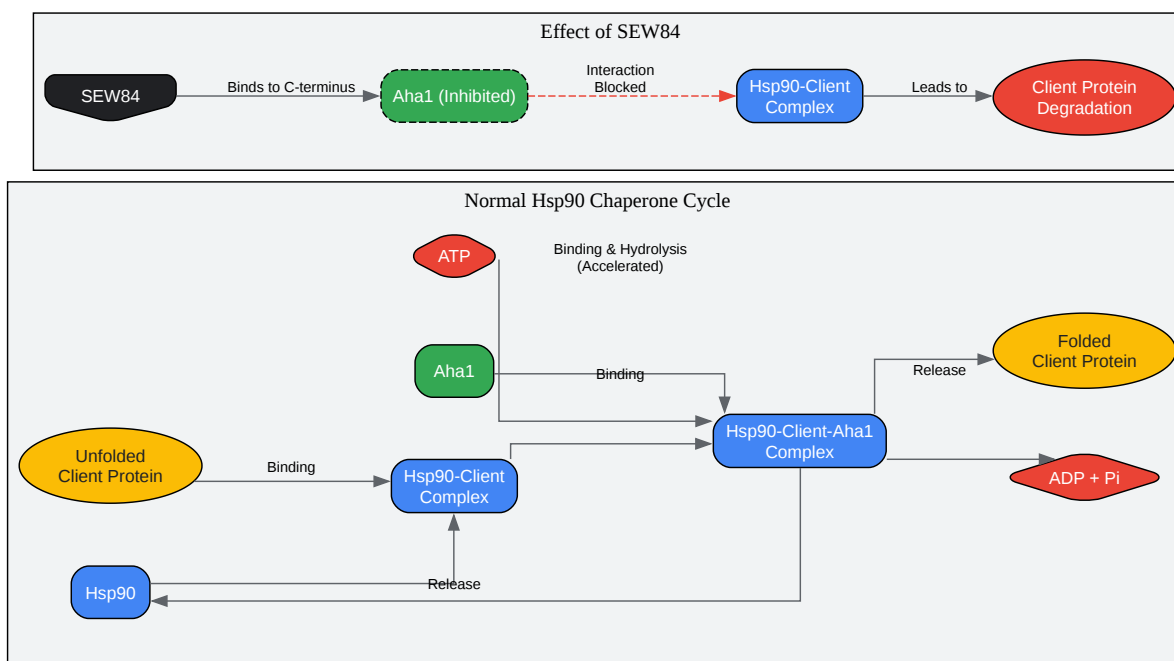 Effect of SEW84
SEW84
Binds to C-terminus
Aha1 (Inhibited)
Interaction
Blocked
Hsp90-Client
Complex
Leads to
Client Protein
Degradation
Normal Hsp90 Chaperone Cycle
ATP
Binding & Hydrolysis
(Accelerated)
Aha1
Binding
Folded
Client Protein
Release
Hsp90-Client-Aha1
Complex
Unfolded
Client Protein
Binding
Hsp90-Client
Complex
ADP + Pi
Hsp90
Release